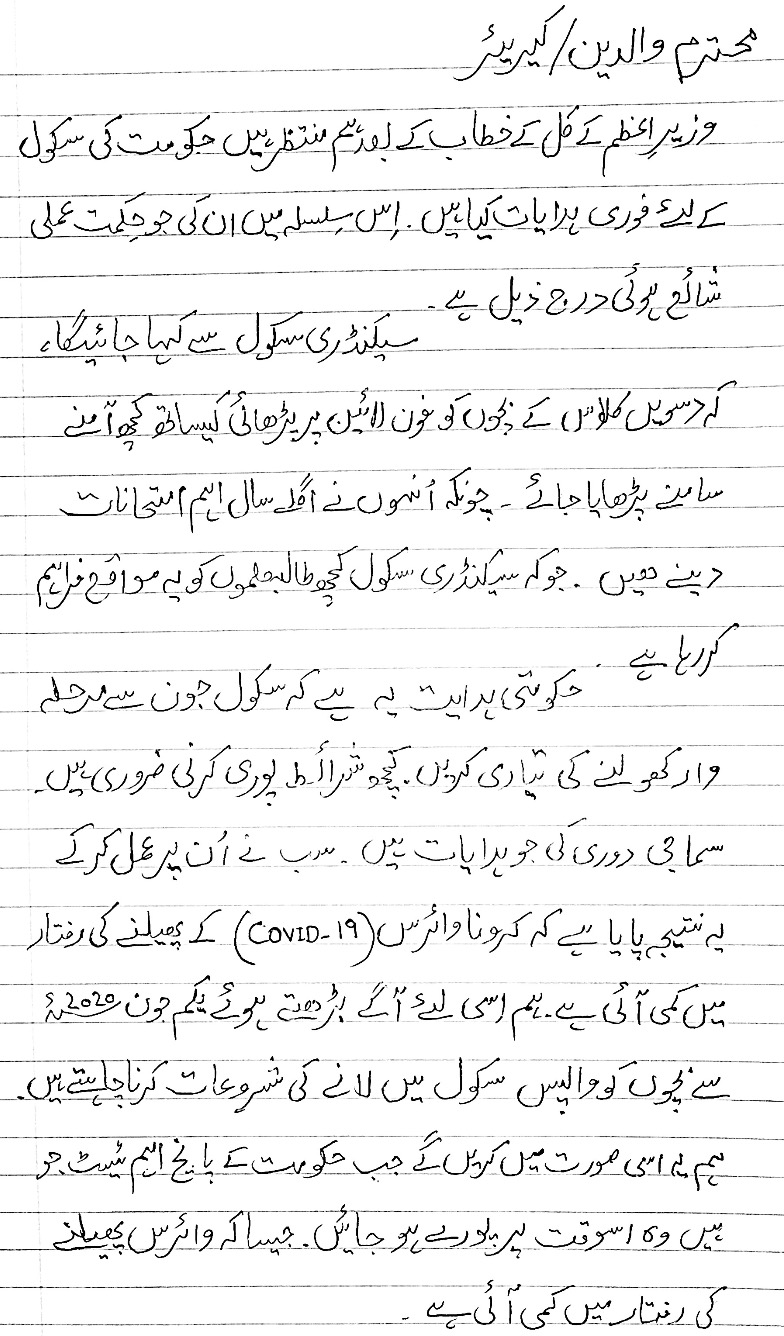 محترم والدین/کیریئر
وزیرِاعظم کے کل کے خطاب کے بعد ہم منتظر ہیں حکومت کی سکول
کے لئے فوری ہدایات کیا ہیں۔ اِس سلسلہ میں ان کی جو حِکمت عملی
شائع ہوئی درج ذیل ہے۔
سیکنڈری سکول سے کہا جائیگا،
کہ دسویں کلاس کے بچوں کو فون لائین پر پڑھائی کیساتھ کچھ آمنے
سامنے پڑھایا جائے ۔ چونکہ اُنہوں نے اگلے سال اہم امتحانات
دینے ہیں ۔ جو کہ سیکنڈری سکول کچھ طالبعلموں کو یہ مواقع فراہم
کر رہا ہے ۔
حکومتی ہدایت یہ ہے کہ سکول جون سے مرحلہ
وار کھولنے کی تیاری کریں۔ کچھ شرائط پوری کرنی ضروری ہیں۔
سماجی دوری کی جو ہدایات ہیں ۔ سب نے اُن پر عمل کر کے
یہ نتیجہ پایا ہے کہ کرونا وائرس (COVID-19) کے پھیلنے کی رفتار
میں کمی آئی ہے۔ ہم اسی لئے آگے بڑھتے ہوئے یکم جون 2020ء
سے بچوں کو واپس سکول میں لانے کی شروعات کرنا چاہتے ہیں۔
ہم یہ اسی صورت میں کریں گے جب حکومت کے پانچ اہم ٹیسٹ جو
ہیں وہ اسوقت پر پورے ہو جائیں۔ جیسا کہ وائرس پھیلنے
کی رفتار میں کمی آئی ہے ۔